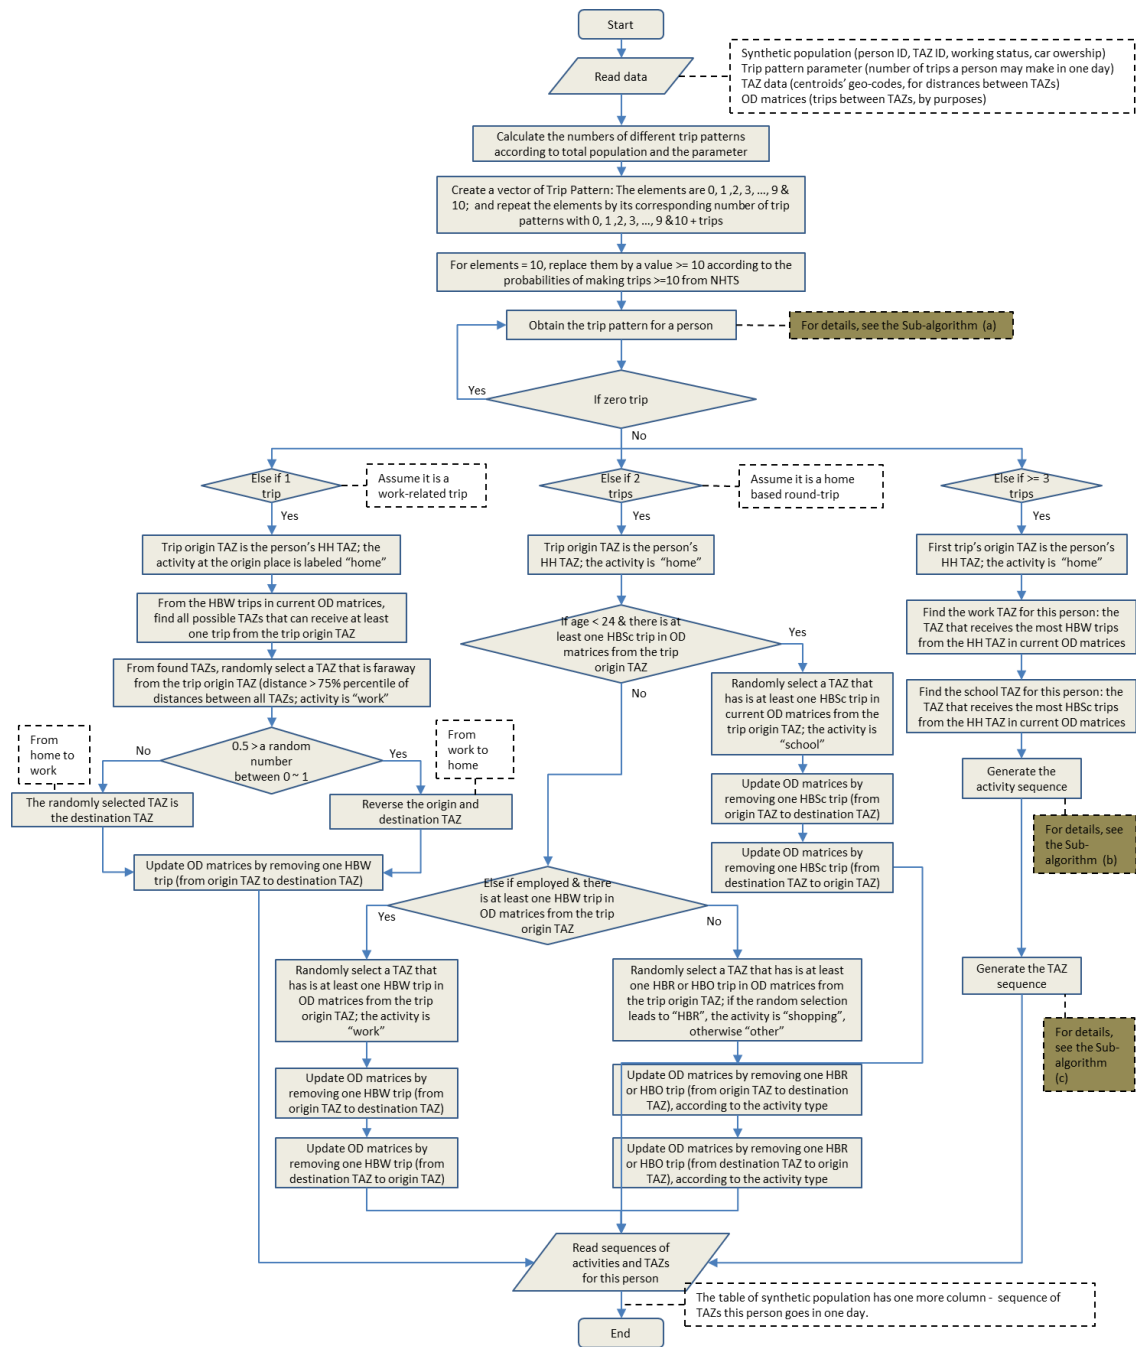 Start
Read data
Synthetic population (person ID, TAZ ID, working status, car owership)
Trip pattern parameter (number of trips a person may make in one day)
TAZ data (centroids' geo-codes, for distrances between TAZs)
OD matrices (trips between TAZs, by purposes)
Calculate the numbers of different trip patterns
according to total population and the parameter
Create a vector of Trip Pattern: The elements are 0, 1 ,2, 3, ..., 9 &
10; and repeat the elements by its corresponding number of trip
patterns with 0, 1 ,2, 3, ..., 9 &10 + trips
For elements = 10, replace them by a value >= 10 according to the
probabilities of making trips >=10 from NHTS
Obtain the trip pattern for a person
For details, see the Sub-algorithm (a)
Yes
If zero trip
No
Else if 1
trip
Assume it is a
work-related trip
Else if 2
trips
Assume it is a home
based round-trip
Else if >= 3
trips
Yes
Yes
Yes
Trip origin TAZ is the person's HH TAZ; the
activity at the origin place is labeled "home"
Trip origin TAZ is the person's
HH TAZ; the activity is "home"
First trip's origin TAZ is the person's
HH TAZ; the activity is "home"
From the HBW trips in current OD matrices,
find all possible TAZs that can receive at least
one trip from the trip origin TAZ
If age < 24 & there is at
least one HBSc trip in OD
matrices from the trip
origin TAZ
Yes
No
Find the work TAZ for this person: the
TAZ that receives the most HBW trips
from the HH TAZ in current OD matrices
From found TAZs, randomly select a TAZ that is faraway
from the trip origin TAZ (distance > 75% percentile of
distances between all TAZs; activity is "work"
Randomly select a TAZ that
has is at least one HBSc trip in
current OD matrices from the
trip origin TAZ; the activity is
"school"
Find the school TAZ for this person: the
TAZ that receives the most HBSc trips
from the HH TAZ in current OD matrices
From
home to
work
No
0.5 > a random
number
between 0 ~ 1
Yes
From
work to
home
The randomly selected TAZ is
the destination TAZ
Reverse the origin and
destination TAZ
Update OD matrices by
removing one HBSc trip (from
origin TAZ to destination TAZ)
Generate the
activity sequence
For details, see
the Sub-
algorithm (b)
Update OD matrices by removing one HBW
trip (from origin TAZ to destination TAZ)
Update OD matrices by
removing one HBSc trip (from
destination TAZ to origin TAZ)
Else if employed & there
is at least one HBW trip in
OD matrices from the trip
origin TAZ
Yes
No
Randomly select a TAZ that
has is at least one HBW trip in
OD matrices from the trip
origin TAZ; the activity is
"work"
Randomly select a TAZ that has is at least
one HBR or HBO trip in OD matrices from
the trip origin TAZ; if the random selection
leads to "HBR", the activity is "shopping",
otherwise "other"
Generate the TAZ
sequence
For details,
see the Sub-
algorithm
(c)
Update OD matrices by
removing one HBW trip (from
origin TAZ to destination TAZ)
Update OD matrices by removing one HBR
or HBO trip (from origin TAZ to destination
TAZ), according to the activity type
Update OD matrices by
removing one HBW trip (from
destination TAZ to origin TAZ)
Update OD matrices by removing one HBR
or HBO trip (from destination TAZ to origin
TAZ), according to the activity type
Read sequences of
activities and TAZs
for this person
The table of synthetic population has one more column - sequence of
TAZs this person goes in one day.
End